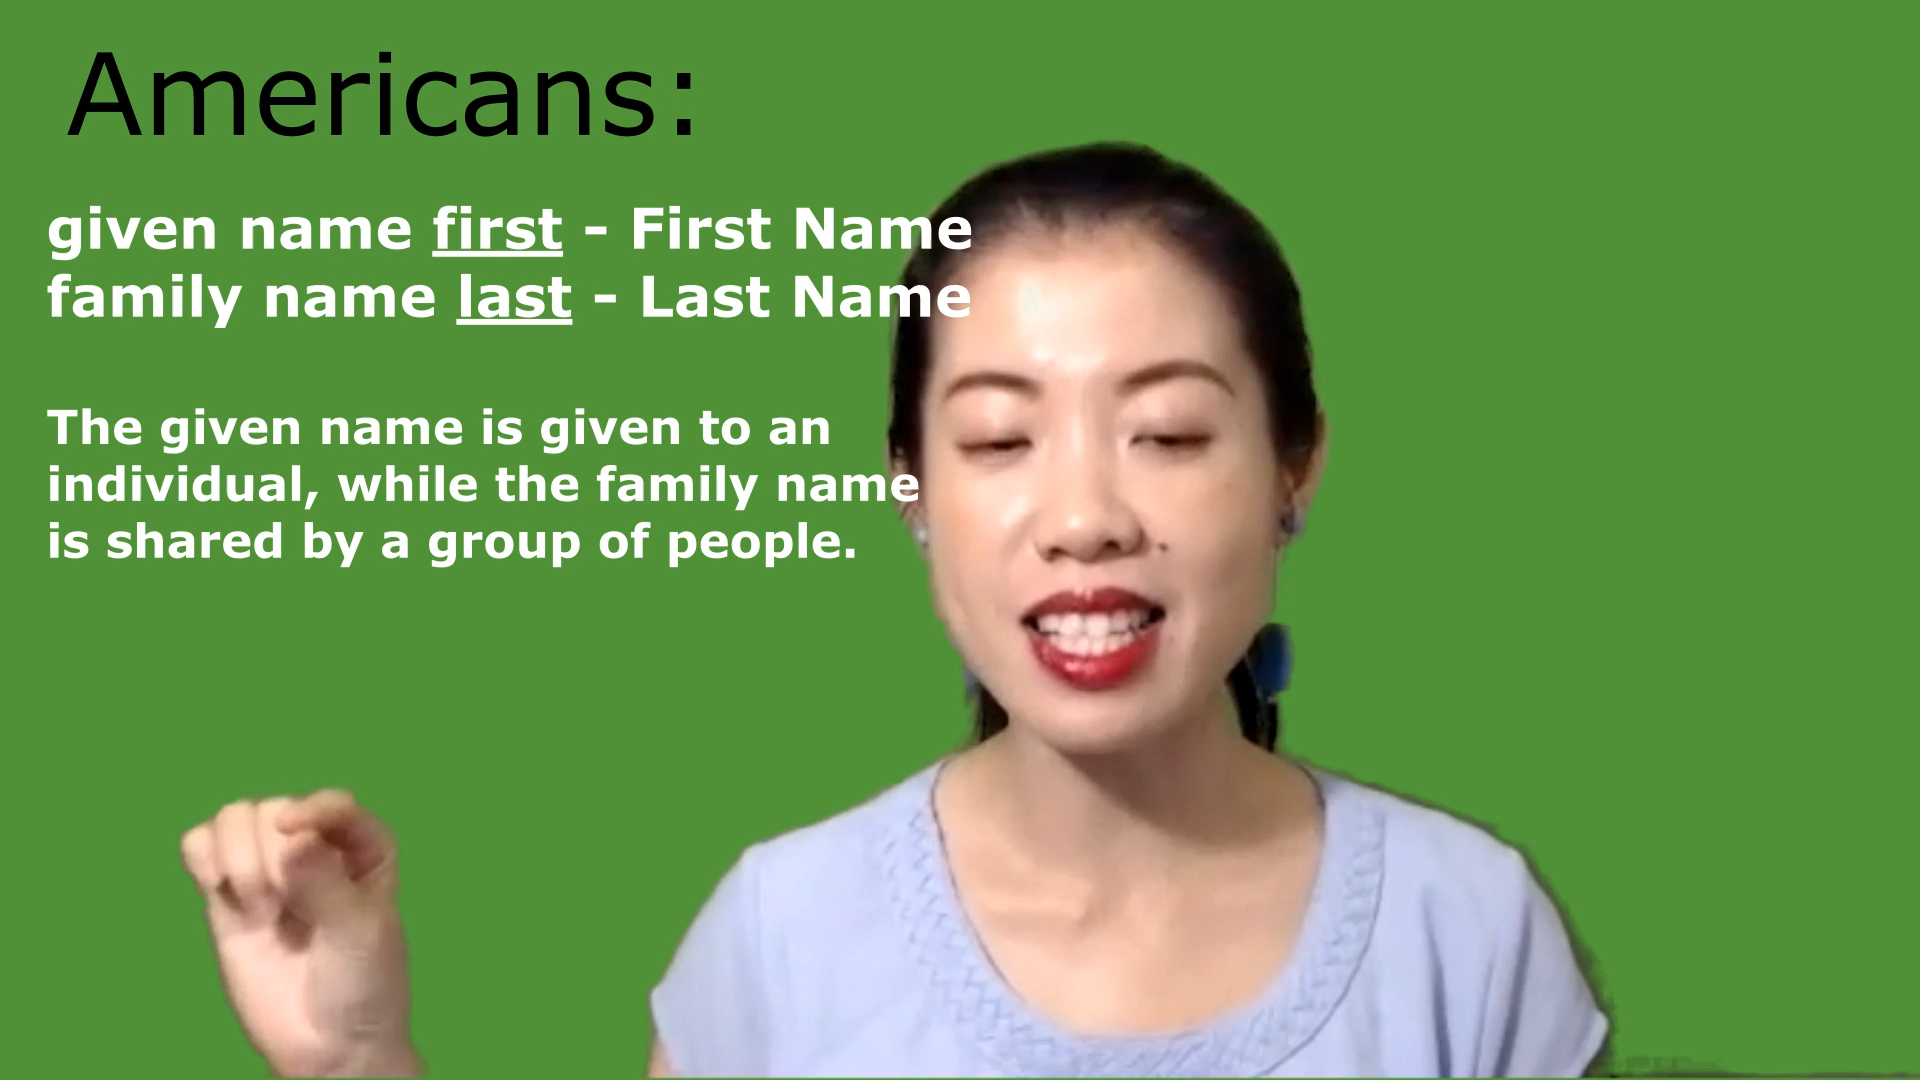 Americans:
given name first - First Name
family name last - Last Name
The given name is given to an
individual, while the family name
is shared by a group of people.